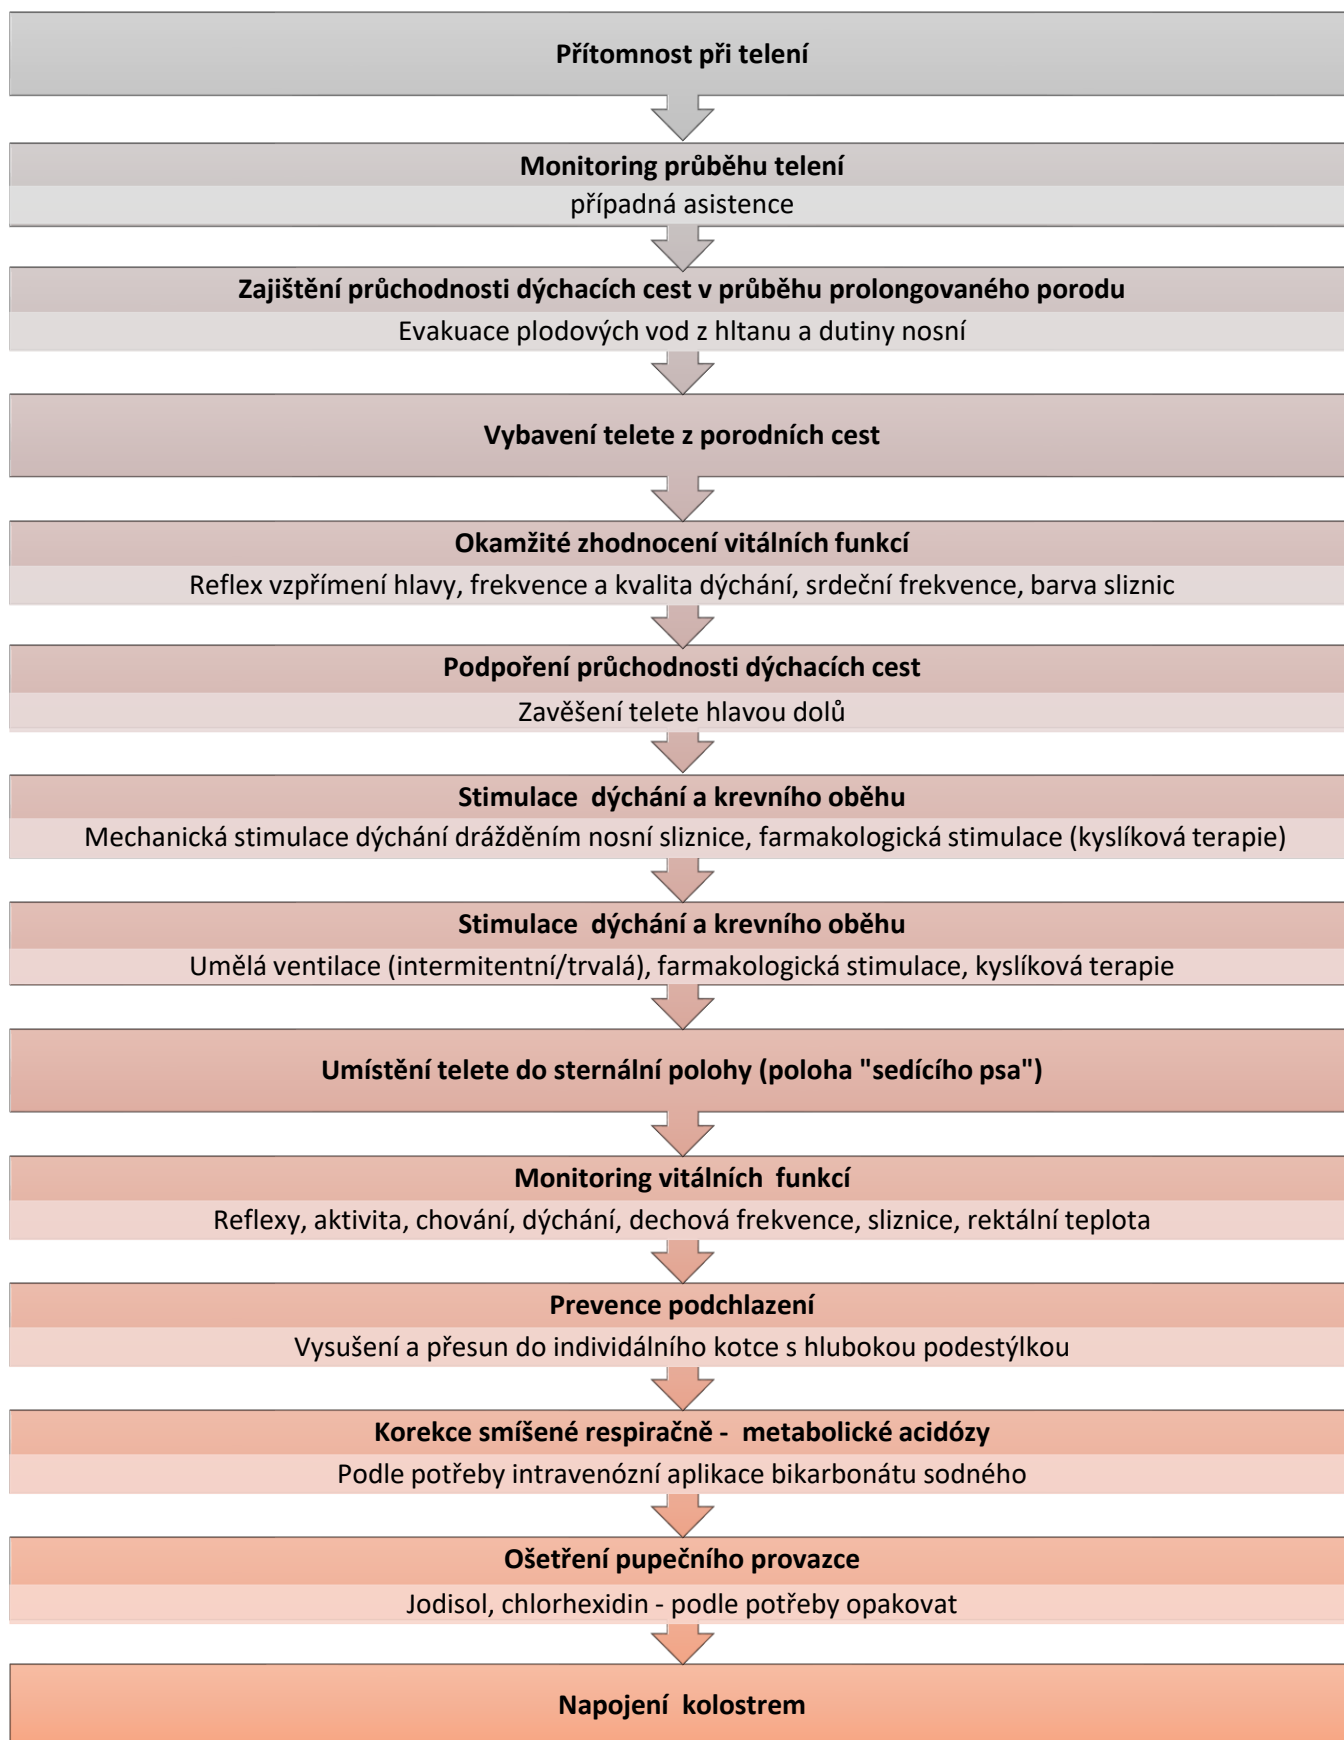 Přítomnost při telení
Monitoring průběhu telení
případná asistence
Zajištění průchodnosti dýchacích cest v průběhu prolongovaného porodu
Evakuace plodových vod z hltanu a dutiny nosní
Vybavení telete z porodních cest
Okamžité zhodnocení vitálních funkcí
Reflex vzpřímení hlavy, frekvence a kvalita dýchání, srdeční frekvence, barva sliznic
Podpoření průchodnosti dýchacích cest
Zavěšení telete hlavou dolů
Stimulace dýchání a krevního oběhu
Mechanická stimulace dýchání drážděním nosní sliznice, farmakologická stimulace (kyslíková terapie)
Stimulace dýchání a krevního oběhu
Umělá ventilace (intermitentní/trvalá), farmakologická stimulace, kyslíková terapie
Umístění telete do sternální polohy (poloha "sedícího psa")
Monitoring vitálních funkcí
Reflexy, aktivita, chování, dýchání, dechová frekvence, sliznice, rektální teplota
Prevence podchlazení
Vysušení a přesun do individálního kotce s hlubokou podestýlkou
Korekce smíšené respiračně - metabolické acidózy
Podle potřeby intravenózní aplikace bikarbonátu sodného
Ošetření pupečního provazce
Jodisol, chlorhexidin - podle potřeby opakovat
Napojení kolostrem